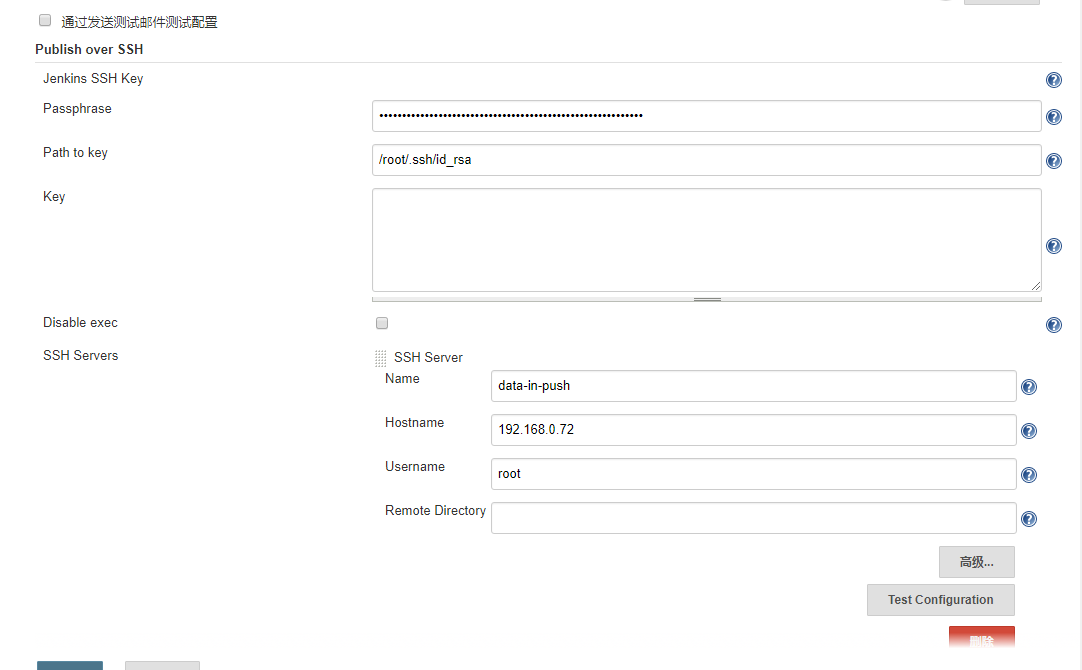 通过发送测试邮件测试配置
Publish over SSH
Jenkins SSH Key
Passphrase ••••••••••••••••••••••••••••••••••••••••••••••••••••••••••
Path to key /root/.ssh/id_rsa
Key
Disable exec
SSH Servers SSH Server
Name data-in-push
Hostname 192.168.0.72
Username root
Remote Directory
高级...
Test Configuration
删除